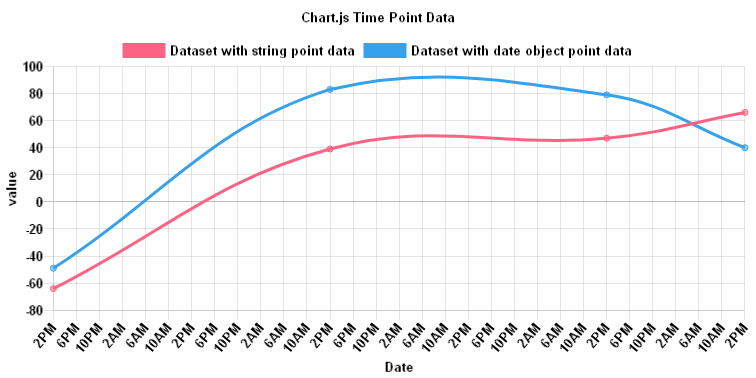 Chart.js Time Point Data
Dataset with string point data Dataset with date object point data
100
80
60
40
20
0
-20
-40
-60
-80
value
2PM 6PM 10PM 2AM 6AM 10AM 2PM 6PM 10PM 2AM 6AM 10AM 2PM 6PM 10PM 2AM 6AM 10AM 2PM 6PM 10PM 2AM 6AM 10AM 2PM 6PM 10PM 2AM 6AM 10AM 2PM
Date